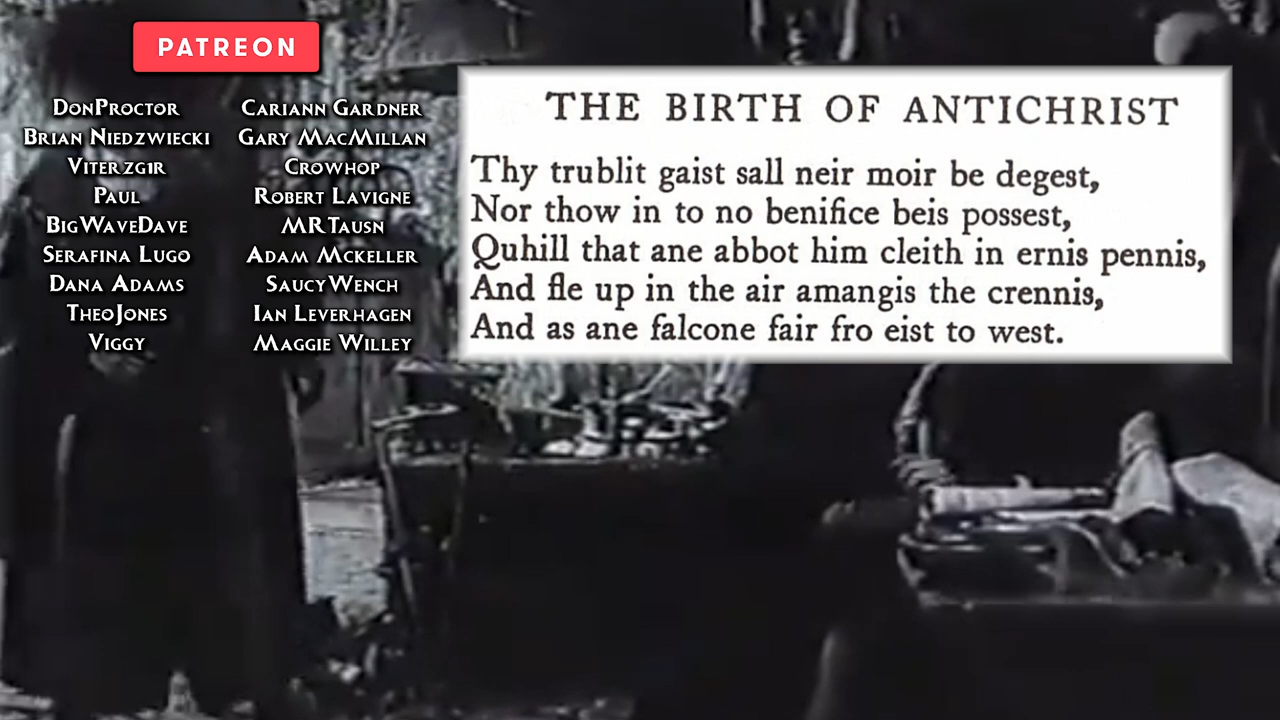 PATREON
DonProctor
Brian Niedzwiecki
Viterzgir
Paul
BigWaveDave
Serafina Lugo
Dana Adams
TheoJones
Viggy
Cariann Gardner
Gary MacMillan
Crowhop
Robert Lavigne
MRTausn
Adam Mckeller
SaucyWench
Ian Leverhagen
Maggie Willey
THE BIRTH OF ANTICHRIST
Thy trublit gaist sall neir moir be degest,
Nor thow in to no benifice beis possest,
Quhill that ane abbot him cleith in ernis pennis,
And fle up in the air amangis the crennis,
And as ane falcone fair fro eist to west.